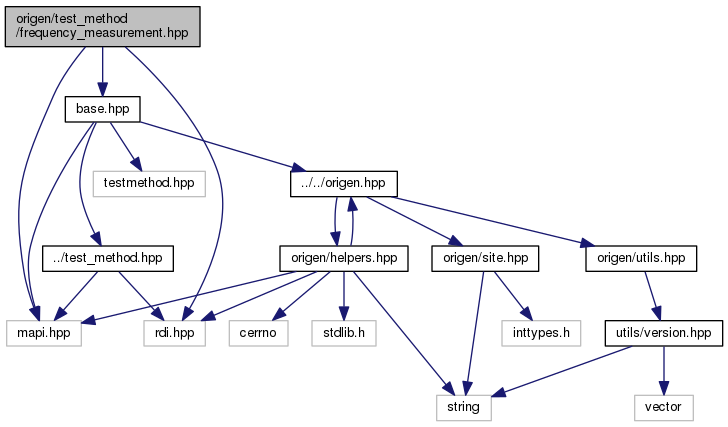 origen/test_method
/frequency_measurement.hpp
base.hpp
testmethod.hpp
../../origen.hpp
../test_method.hpp
origen/helpers.hpp
origen/site.hpp
origen/utils.hpp
mapi.hpp
rdi.hpp
cerrno
stdlib.h
inttypes.h
utils/version.hpp
string
vector